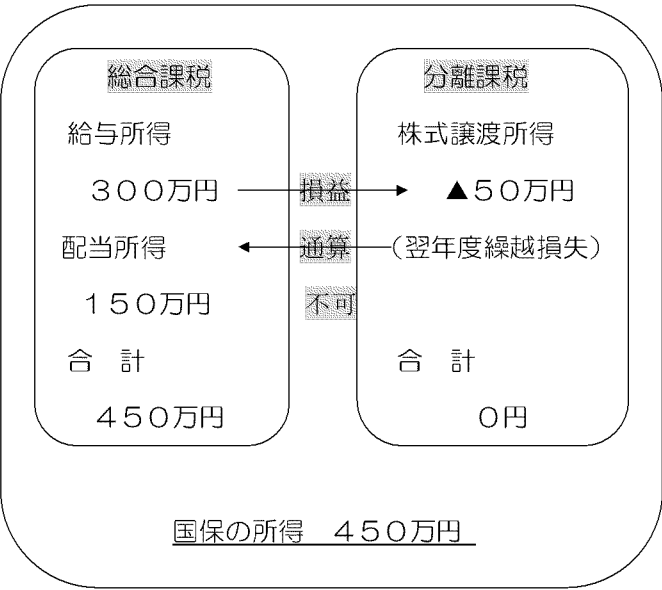 総合課税
給与所得
３００万円
配当所得
１５０万円
合　計
４５０万円
損益
通算
不可
分離課税
株式譲渡所得
▲５０万円
（翌年度繰越損失）
合　計
０円
国保の所得　４５０万円